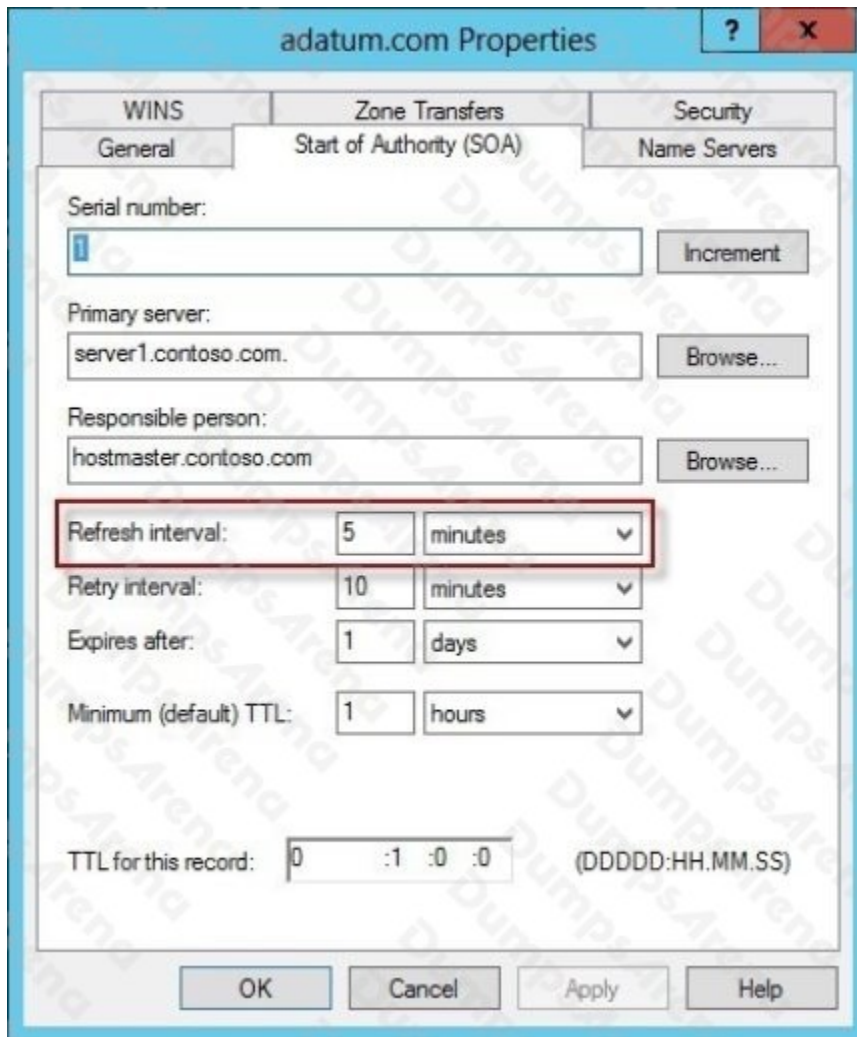 adatum.com Properties ? x
WINS Zone Transfers Security
General Start of Authority (SOA) Name Servers
Serial number:
1 Increment
Primary server:
server1.contoso.com. Browse...
Responsible person:
hostmaster.contoso.com Browse...
Refresh interval: 5 minutes
Retry interval: 10 minutes
Expires after: 1 days
Minimum (default) TTL: 1 hours
TTL for this record: 0 :1 :0 :0 (DDDDD:HH.MM.SS)
OK Cancel Apply Help
DumpsArena